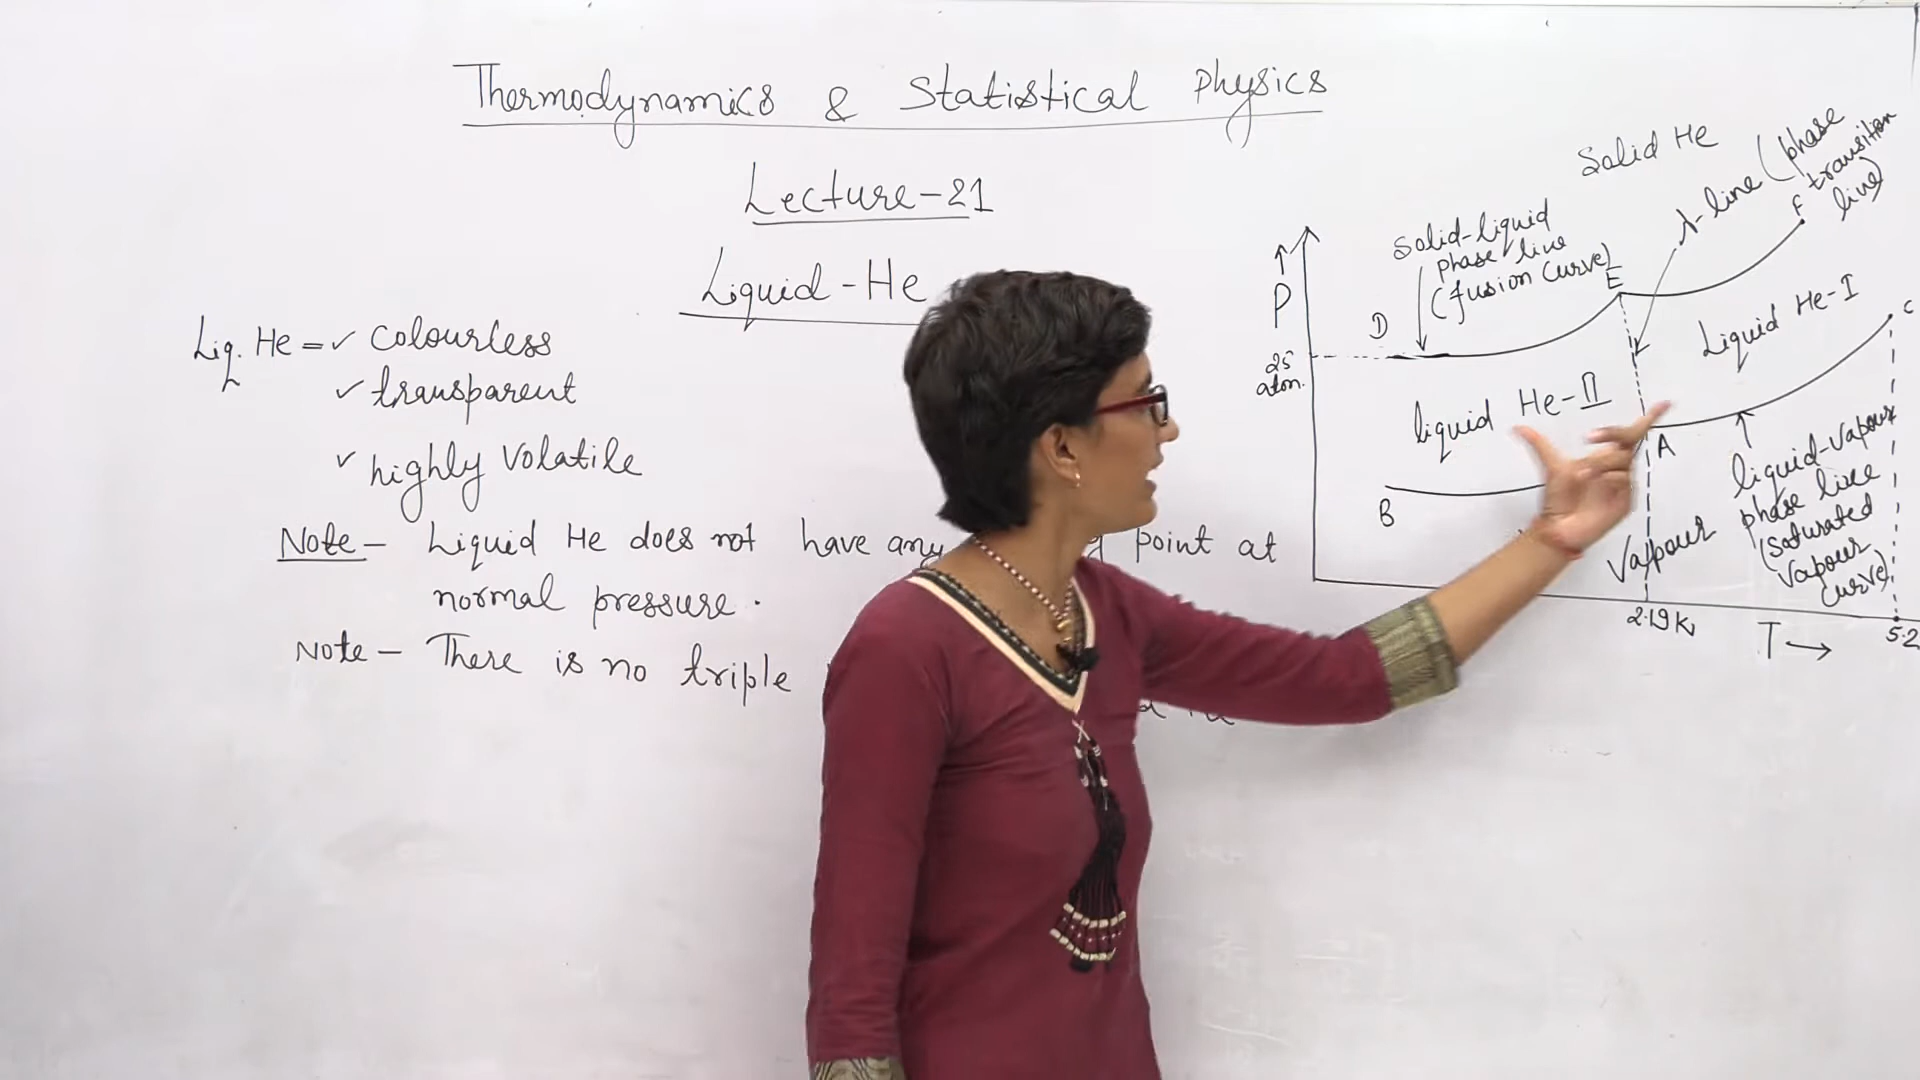 Thermodynamics & Statistical Physics
Lecture-21
Liquid-He
Liq. He = ✓ Colourless
✓ transparent
✓ highly Volatile
Note - Liquid He does not have any point at
normal pressure.
Note - There is no triple
Solid He
λ-line (phase
transition
line)
Solid-liquid
phase line
(fusion curve)
↑
P
D
E
F
25
atm.
Liquid He-I
C
liquid He-II
A
B
liquid-vapour
phase line
(saturated
vapour
curve)
Vapour
2.19 K
T →
5.2